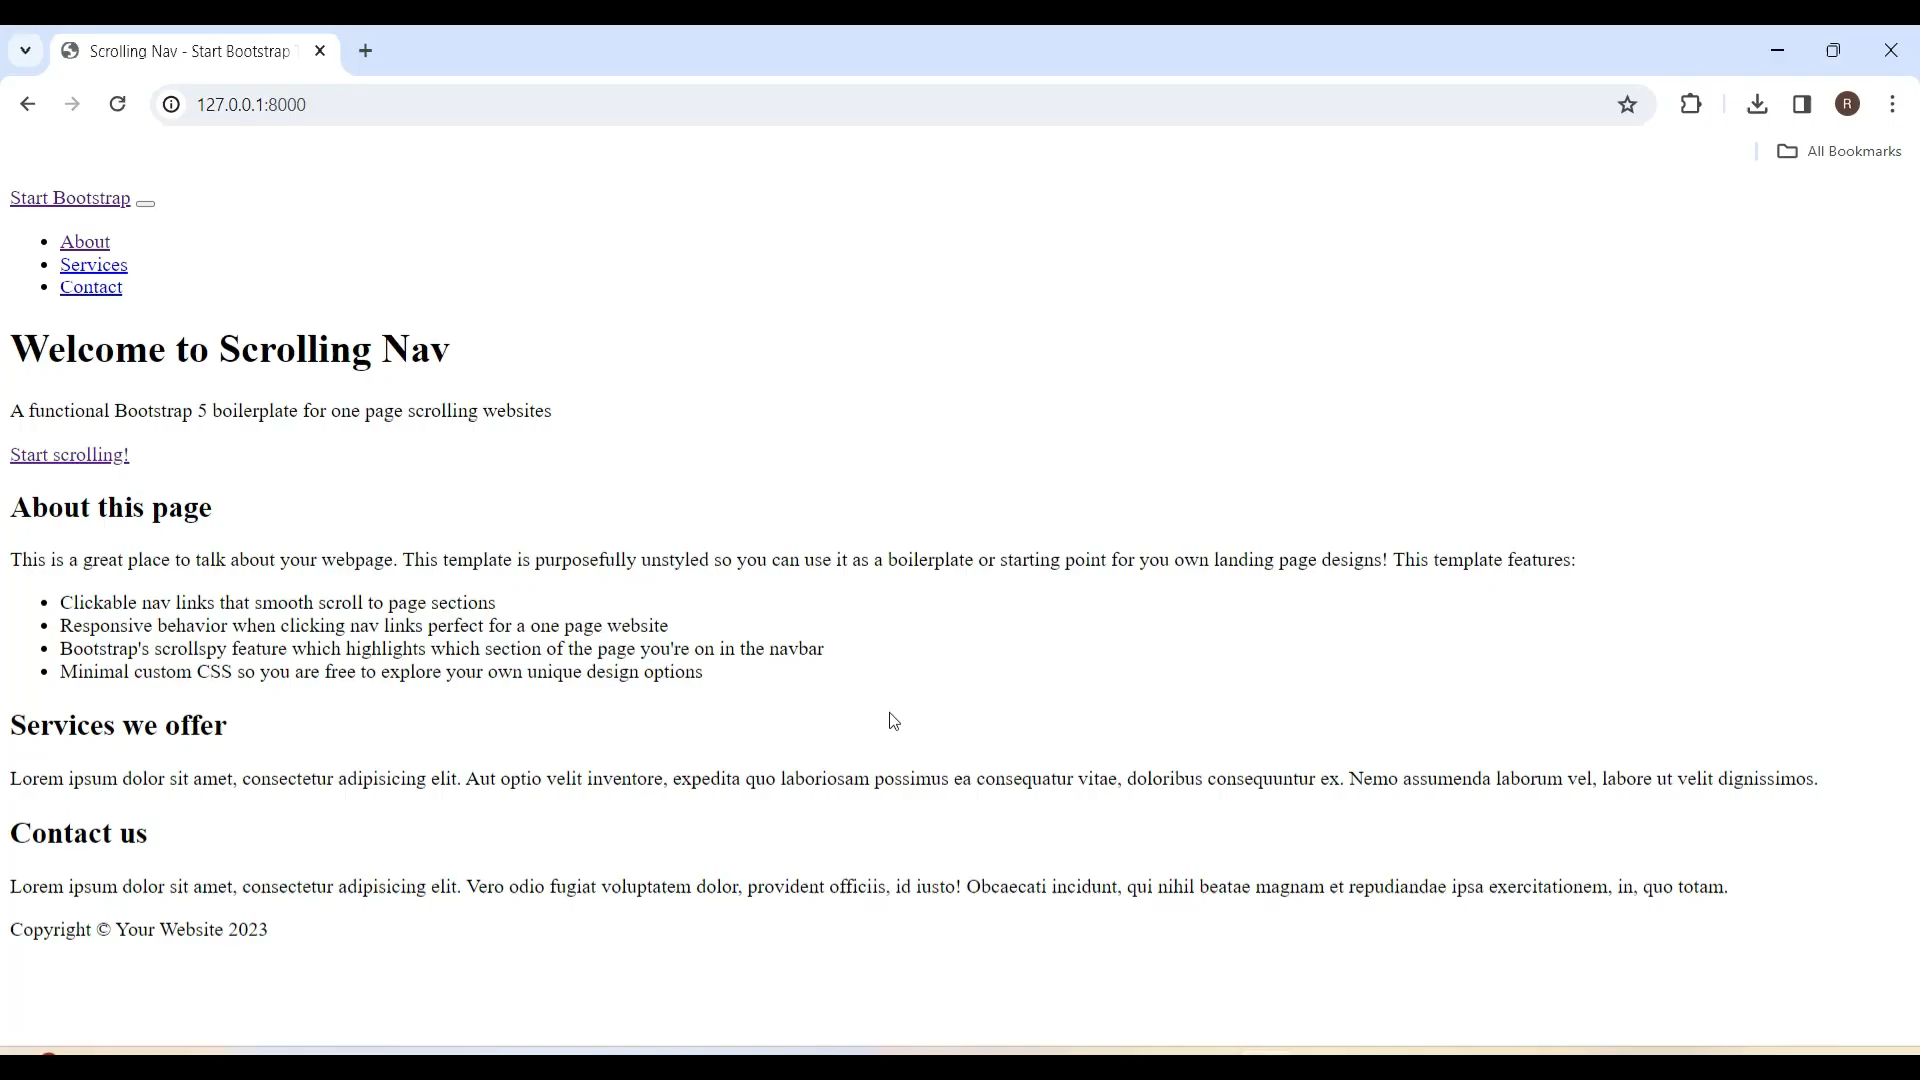 Scrolling Nav - Start Bootstrap
127.0.0.1:8000
R
All Bookmarks
Start Bootstrap
About
Services
Contact
Welcome to Scrolling Nav
A functional Bootstrap 5 boilerplate for one page scrolling websites
Start scrolling!
About this page
This is a great place to talk about your webpage. This template is purposefully unstyled so you can use it as a boilerplate or starting point for you own landing page designs! This template features:
Clickable nav links that smooth scroll to page sections
Responsive behavior when clicking nav links perfect for a one page website
Bootstrap's scrollspy feature which highlights which section of the page you're on in the navbar
Minimal custom CSS so you are free to explore your own unique design options
Services we offer
Lorem ipsum dolor sit amet, consectetur adipisicing elit. Aut optio velit inventore, expedita quo laboriosam possimus ea consequatur vitae, doloribus consequuntur ex. Nemo assumenda laborum vel, labore ut velit dignissimos.
Contact us
Lorem ipsum dolor sit amet, consectetur adipisicing elit. Vero odio fugiat voluptatem dolor, provident officiis, id iusto! Obcaecati incidunt, qui nihil beatae magnam et repudiandae ipsa exercitationem, in, quo totam.
Copyright © Your Website 2023